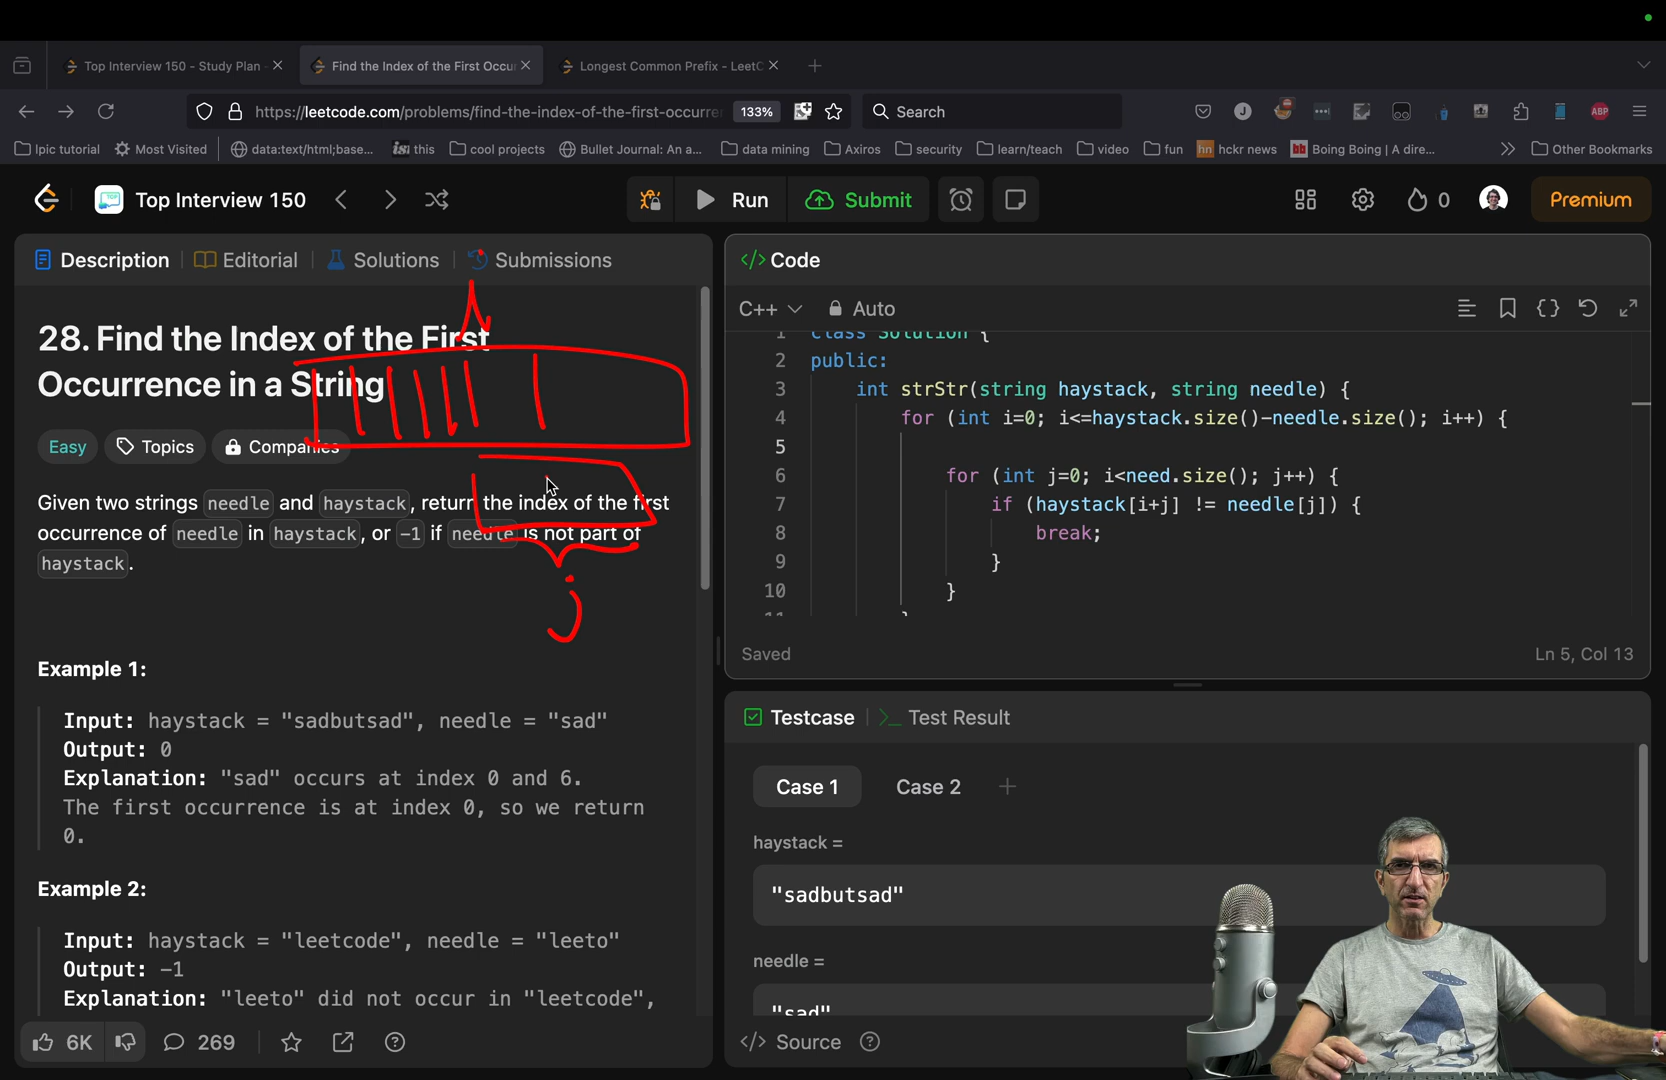 Top Interview 150 - Study Plan
Find the Index of the First Occur
Longest Common Prefix - LeetC
https://leetcode.com/problems/find-the-index-of-the-first-occurre
133%
Search
J
ABP
Ipic tutorial
Most Visited
data:text/html;base...
isi this
cool projects
Bullet Journal: An a...
data mining
Axiros
security
learn/teach
video
fun
hn hckr news
bb Boing Boing | A dire...
Other Bookmarks
Top Interview 150
Run
Submit
0
Premium
Description
Editorial
Solutions
Submissions
28. Find the Index of the First
Occurrence in a String
Easy
Topics
Companies
Given two strings needle and haystack, return the index of the first
occurrence of needle in haystack, or -1 if needle is not part of
haystack.
j
Example 1:
Input: haystack = "sadbutsad", needle = "sad"
Output: 0
Explanation: "sad" occurs at index 0 and 6.
The first occurrence is at index 0, so we return
0.
Example 2:
Input: haystack = "leetcode", needle = "leeto"
Output: -1
Explanation: "leeto" did not occur in "leetcode",
6K
269
</> Code
C++
Auto
1 class Solution {
2 public:
3 int strStr(string haystack, string needle) {
4 for (int i=0; i<=haystack.size()-needle.size(); i++) {
5
6 for (int j=0; i<need.size(); j++) {
7 if (haystack[i+j] != needle[j]) {
8 break;
9 }
10 }
11 }
Saved
Ln 5, Col 13
Testcase
Test Result
Case 1
Case 2
haystack =
"sadbutsad"
needle =
"sad"
</> Source